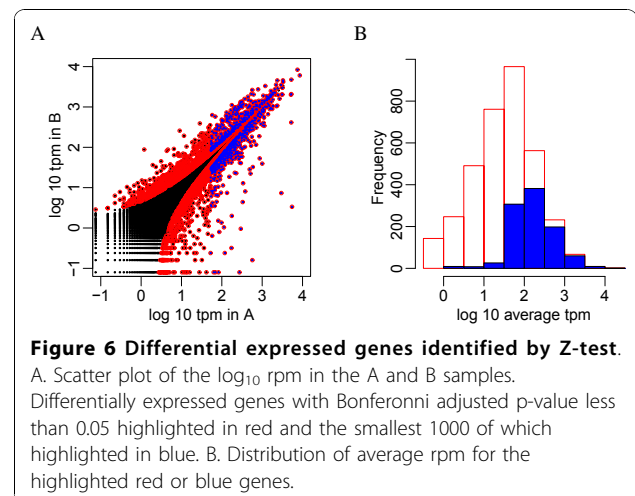 A
B
log 10 tpm in B
4
3
2
1
0
−1
−1 0 1 2 3 4
log 10 tpm in A
Frequency
800
600
400
200
0
0 1 2 3 4
log 10 average tpm
Figure 6 Differential expressed genes identified by Z-test.
A. Scatter plot of the log10 rpm in the A and B samples.
Differentially expressed genes with Bonferonni adjusted p-value less
than 0.05 highlighted in red and the smallest 1000 of which
highlighted in blue. B. Distribution of average rpm for the
highlighted red or blue genes.